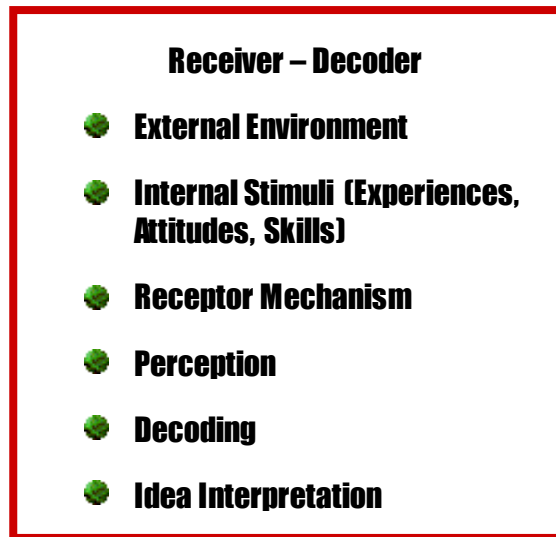 Receiver – Decoder
External Environment
Internal Stimuli (Experiences,
Attitudes, Skills)
Receptor Mechanism
Perception
Decoding
Idea Interpretation